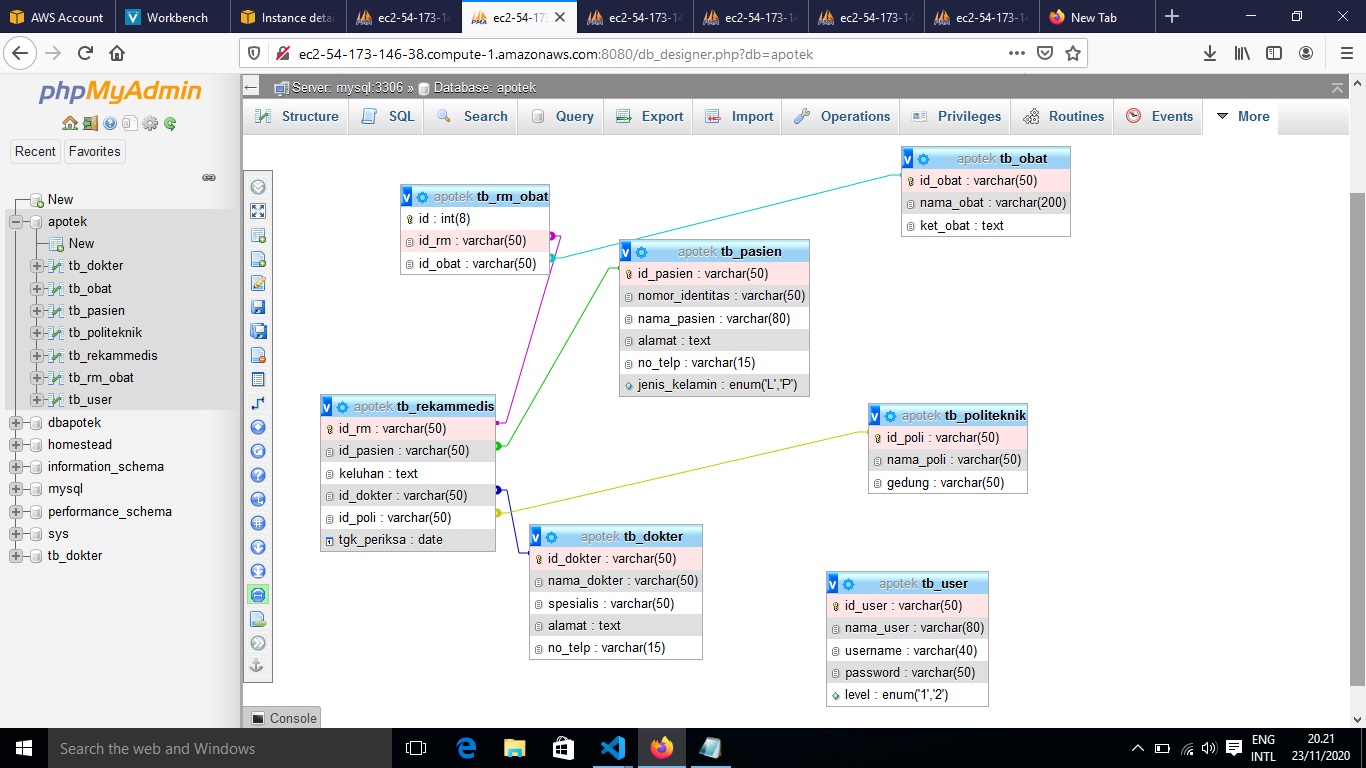 AWS Account
Workbench
Instance deta
ec2-54-173-14
ec2-54-173
ec2-54-173-14
ec2-54-173-14
ec2-54-173-14
ec2-54-173-14
New Tab
ec2-54-173-146-38.compute-1.amazonaws.com:8080/db_designer.php?db=apotek
phpMyAdmin
Recent Favorites
New
apotek
New
tb_dokter
tb_obat
tb_pasien
tb_politeknik
tb_rekammedis
tb_rm_obat
tb_user
dbapotek
homestead
information_schema
mysql
performance_schema
sys
tb_dokter
Server: mysql:3306 » Database: apotek
Structure SQL Search Query Export Import Operations Privileges Routines Events More
apotek tb_rm_obat
id : int(8)
id_rm : varchar(50)
id_obat : varchar(50)
apotek tb_obat
id_obat : varchar(50)
nama_obat : varchar(200)
ket_obat : text
apotek tb_pasien
id_pasien : varchar(50)
nomor_identitas : varchar(50)
nama_pasien : varchar(80)
alamat : text
no_telp : varchar(15)
jenis_kelamin : enum('L','P')
apotek tb_rekammedis
id_rm : varchar(50)
id_pasien : varchar(50)
keluhan : text
id_dokter : varchar(50)
id_poli : varchar(50)
tgk_periksa : date
apotek tb_politeknik
id_poli : varchar(50)
nama_poli : varchar(50)
gedung : varchar(50)
apotek tb_dokter
id_dokter : varchar(50)
nama_dokter : varchar(50)
spesialis : varchar(50)
alamat : text
no_telp : varchar(15)
apotek tb_user
id_user : varchar(50)
nama_user : varchar(80)
username : varchar(40)
password : varchar(50)
level : enum('1','2')
Console
Search the web and Windows
ENG
INTL
20.21
23/11/2020